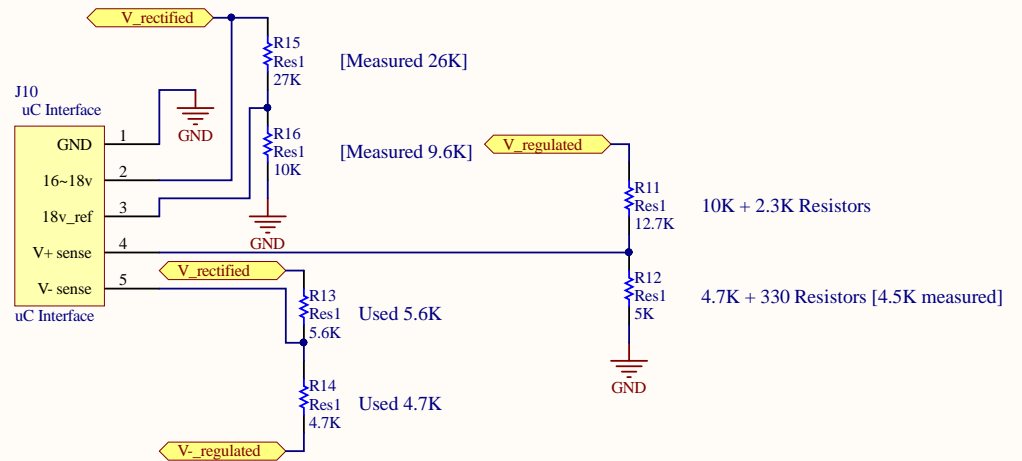 V_rectified
R15
Res1
27K
[Measured 26K]
J10
uC Interface
GND
1
GND
16~18v
2
18v_ref
3
V+ sense
4
V- sense
5
uC Interface
R16
Res1
10K
[Measured 9.6K]
GND
V_regulated
R11
Res1
12.7K
10K + 2.3K Resistors
R12
Res1
5K
4.7K + 330 Resistors [4.5K measured]
GND
V_rectified
R13
Res1
5.6K
Used 5.6K
R14
Res1
4.7K
Used 4.7K
V-_regulated